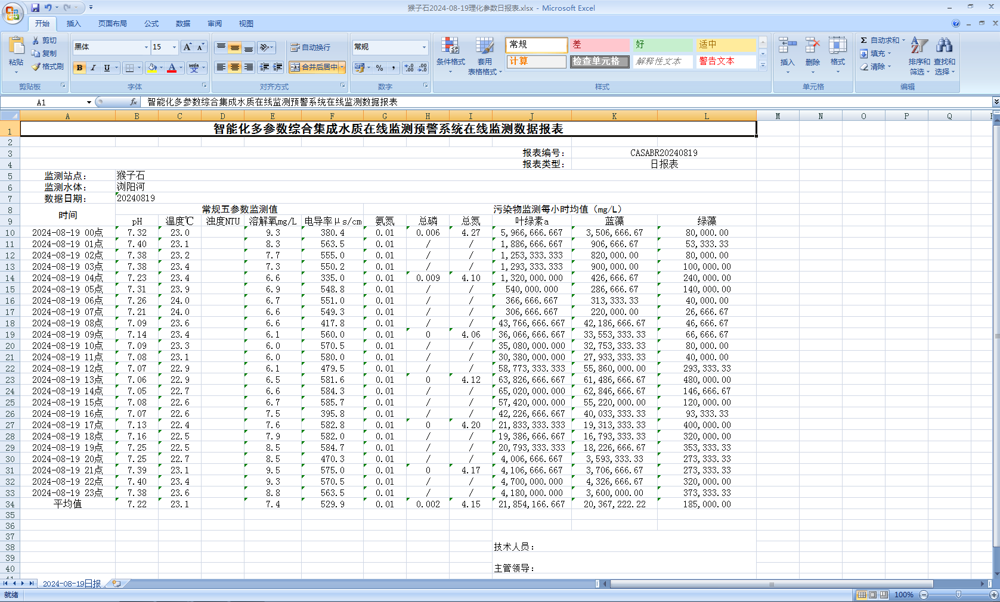 猴子石2024-08-19理化参数日报表.xlsx - Microsoft Excel
开始 插入 页面布局 公式 数据 审阅 视图
粘贴 剪切 复制 格式刷 剪贴板
黑体 15 A A B I U A 字体
自动换行 合并后居中 对齐方式
常规 % , 数字
条件格式 套用表格格式 常规 差 好 适中 计算 检查单元格 解释性文本 警告文本 样式
插入 删除 格式 单元格
Σ 自动求和 填充 清除 排序和筛选 查找和选择 编辑
A1 fx 智能化多参数综合集成水质在线监测预警系统在线监测数据报表
A B C D E F G H I J K L M N O P Q
1 智能化多参数综合集成水质在线监测预警系统在线监测数据报表
2
3 报表编号： CASABR20240819
4 报表类型： 日报表
5 监测站点： 猴子石
6 监测水体： 浏阳河
7 数据日期： 20240819
8 时间 常规五参数监测值 污染物监测每小时均值（mg/L）
9 pH 温度℃ 浊度NTU 溶解氧mg/L 电导率μs/cm 氨氮 总磷 总氮 叶绿素a 蓝藻 绿藻
10 2024-08-19 00点 7.32 23.0 9.3 380.4 0.01 0.006 4.27 5,966,666.667 3,506,666.67 80,000.00
11 2024-08-19 01点 7.40 23.1 8.3 563.5 0.01 / / 1,886,666.667 906,666.67 53,333.33
12 2024-08-19 02点 7.38 23.2 7.7 555.0 0.01 / / 1,253,333.333 820,000.00 80,000.00
13 2024-08-19 03点 7.38 23.4 7.3 550.2 0.01 / / 1,293,333.333 900,000.00 100,000.00
14 2024-08-19 04点 7.23 23.4 6.6 335.0 0.01 0.009 4.10 1,320,000.000 426,666.67 240,000.00
15 2024-08-19 05点 7.31 23.9 6.9 548.8 0.01 / / 540,000.000 286,666.67 140,000.00
16 2024-08-19 06点 7.26 24.0 6.7 551.0 0.01 / / 366,666.667 313,333.33 40,000.00
17 2024-08-19 07点 7.21 24.0 6.6 549.3 0.01 / / 306,666.667 220,000.00 26,666.67
18 2024-08-19 08点 7.09 23.6 6.6 417.8 0.01 / / 43,766,666.667 42,186,666.67 46,666.67
19 2024-08-19 09点 7.14 23.4 6.1 560.0 0.01 0 4.06 36,066,666.667 33,553,333.33 66,666.67
20 2024-08-19 10点 7.09 23.3 6.0 570.5 0.01 / / 35,080,000.000 32,753,333.33 80,000.00
21 2024-08-19 11点 7.08 23.1 6.0 580.0 0.01 / / 30,380,000.000 27,933,333.33 40,000.00
22 2024-08-19 12点 7.07 22.9 6.1 479.5 0.01 / / 58,773,333.333 55,860,000.00 293,333.33
23 2024-08-19 13点 7.06 22.9 6.5 581.6 0.01 0 4.12 63,826,666.667 61,486,666.67 480,000.00
24 2024-08-19 14点 7.05 22.7 6.6 584.3 0.01 / / 65,020,000.000 62,846,666.67 146,666.67
25 2024-08-19 15点 7.08 22.6 6.7 585.7 0.01 / / 57,420,000.000 55,220,000.00 120,000.00
26 2024-08-19 16点 7.07 22.6 7.5 395.8 0.01 / / 42,226,666.667 40,033,333.33 93,333.33
27 2024-08-19 17点 7.13 22.4 7.6 582.8 0.01 0 4.20 21,833,333.333 19,313,333.33 400,000.00
28 2024-08-19 18点 7.16 22.5 7.9 582.0 0.01 / / 19,386,666.667 16,793,333.33 320,000.00
29 2024-08-19 19点 7.25 22.5 8.5 584.7 0.01 / / 20,793,333.333 18,226,666.67 353,333.33
30 2024-08-19 20点 7.25 22.7 8.5 470.3 0.01 / / 4,006,666.667 3,593,333.33 273,333.33
31 2024-08-19 21点 7.39 23.1 9.5 575.0 0.01 0 4.17 4,106,666.667 3,706,666.67 273,333.33
32 2024-08-19 22点 7.40 23.4 9.3 570.5 0.01 / / 4,700,000.000 4,326,666.67 320,000.00
33 2024-08-19 23点 7.38 23.6 8.8 563.5 0.01 / / 4,180,000.000 3,600,000.00 373,333.33
34 平均值 7.22 23.1 7.4 529.9 0.01 0.002 4.15 21,854,166.667 20,367,222.22 185,000.00
35
36
37
38 技术人员：
39
40 主管领导：
41
2024-08-19日报
就绪 100%